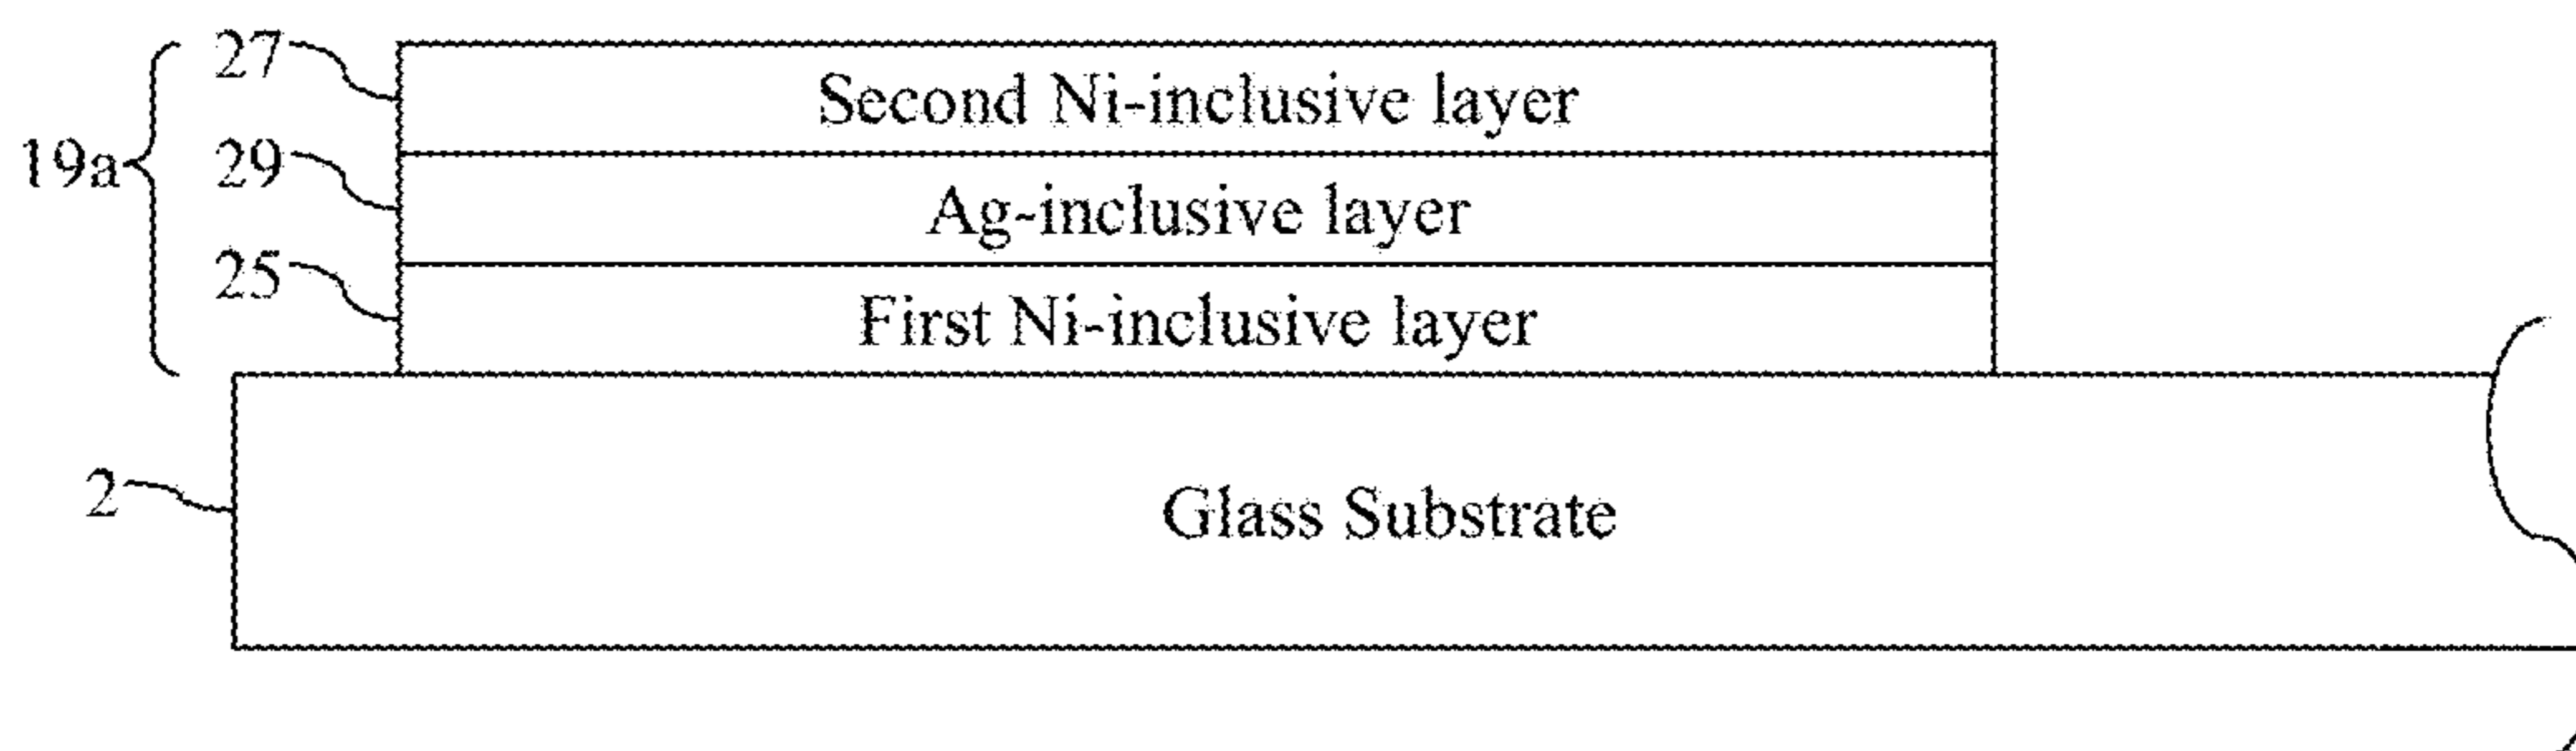 27
Second Ni-inclusive layer
19a
29
Ag-inclusive layer
25
First Ni-inclusive layer
2
Glass Substrate